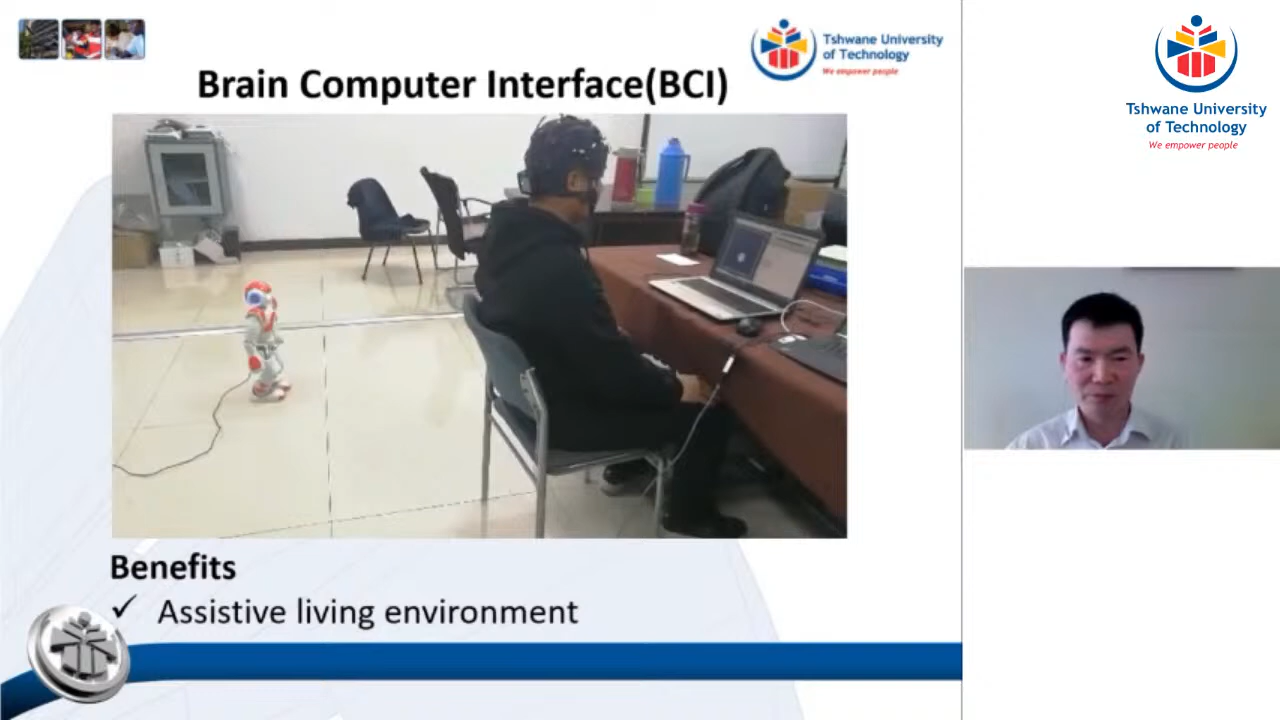 Tshwane University
of Technology
We empower people
Brain Computer Interface(BCI)
Benefits
✓ Assistive living environment
Tshwane University
of Technology
We empower people